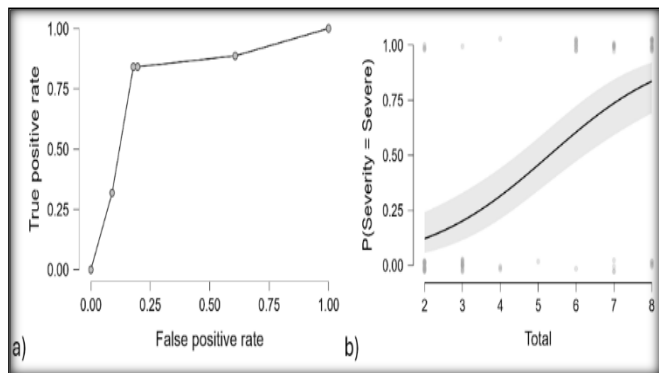 1.00
0.75
0.50
0.25
0.00
True positive rate
0.00 0.25 0.50 0.75 1.00
False positive rate
a)
1.00
0.75
0.50
0.25
0.00
P(Severity = Severe)
2 3 4 5 6 7 8
Total
b)